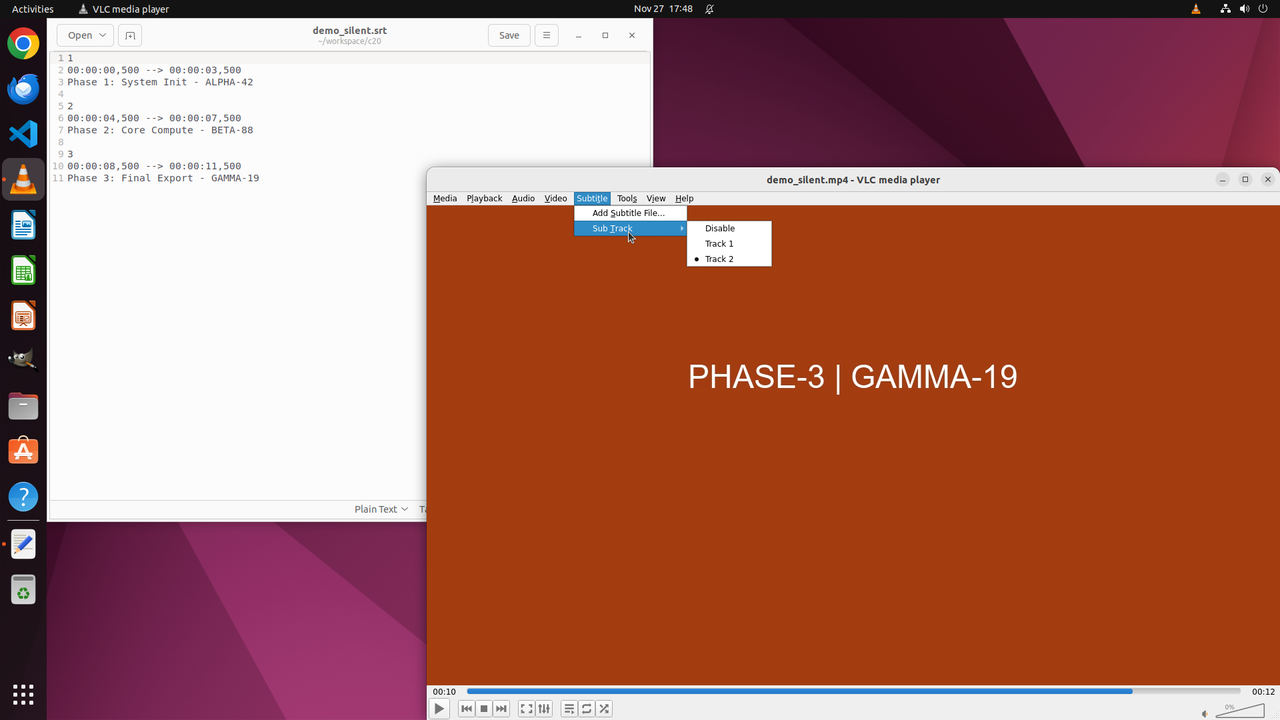 Activities
VLC media player
Nov 27 17:48
Open
demo_silent.srt
~/workspace/c20
Save
1 1
2 00:00:00,500 --> 00:00:03,500
3 Phase 1: System Init - ALPHA-42
4
5 2
6 00:00:04,500 --> 00:00:07,500
7 Phase 2: Core Compute - BETA-88
8
9 3
10 00:00:08,500 --> 00:00:11,500
11 Phase 3: Final Export - GAMMA-19
Plain Text
demo_silent.mp4 - VLC media player
Media Playback Audio Video Subtitle Tools View Help
Add Subtitle File...
Sub Track
Disable
Track 1
Track 2
PHASE-3 | GAMMA-19
00:10
00:12
0%